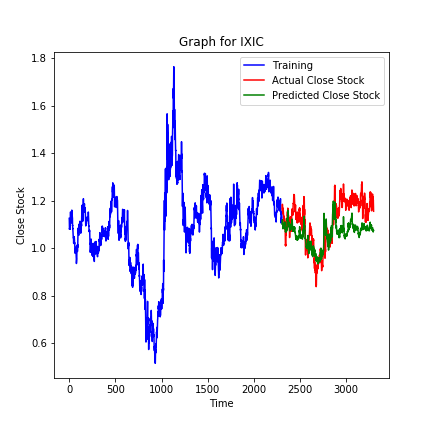 Graph for IXIC
Training
Actual Close Stock
Predicted Close Stock
Close Stock
1.8
1.6
1.4
1.2
1.0
0.8
0.6
0 500 1000 1500 2000 2500 3000
Time